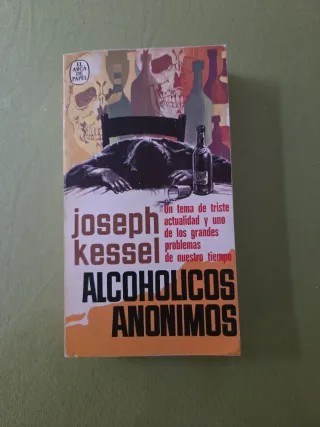 EL
ARCA DE
PAPEL
joseph
kessel
Un tema de triste
actualidad y uno
de los grandes
problemas
de nuestro tiempo
ALCOHOLICOS
ANONIMOS